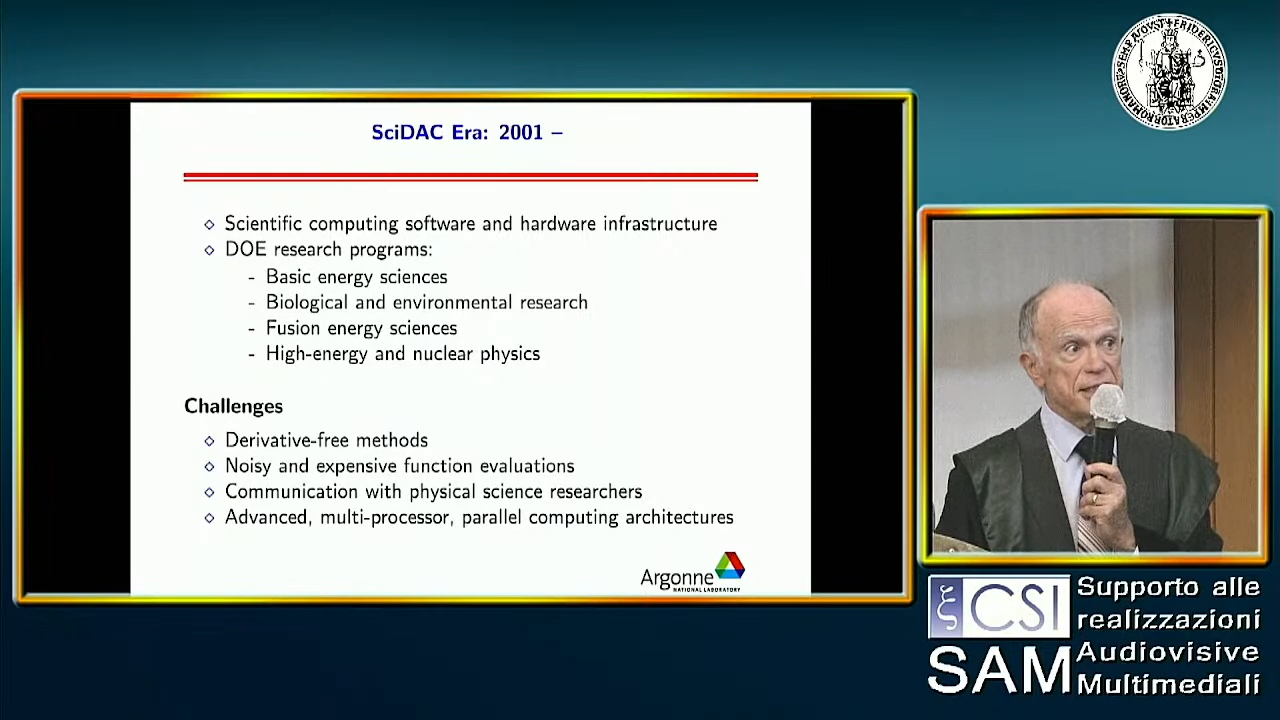 SciDAC Era: 2001 –
◇ Scientific computing software and hardware infrastructure
◇ DOE research programs:
- Basic energy sciences
- Biological and environmental research
- Fusion energy sciences
- High-energy and nuclear physics
Challenges
◇ Derivative-free methods
◇ Noisy and expensive function evaluations
◇ Communication with physical science researchers
◇ Advanced, multi-processor, parallel computing architectures
Argonne
NATIONAL LABORATORY
ξ CSI
SAM
Supporto alle
realizzazioni
Audiovisive
Multimediali